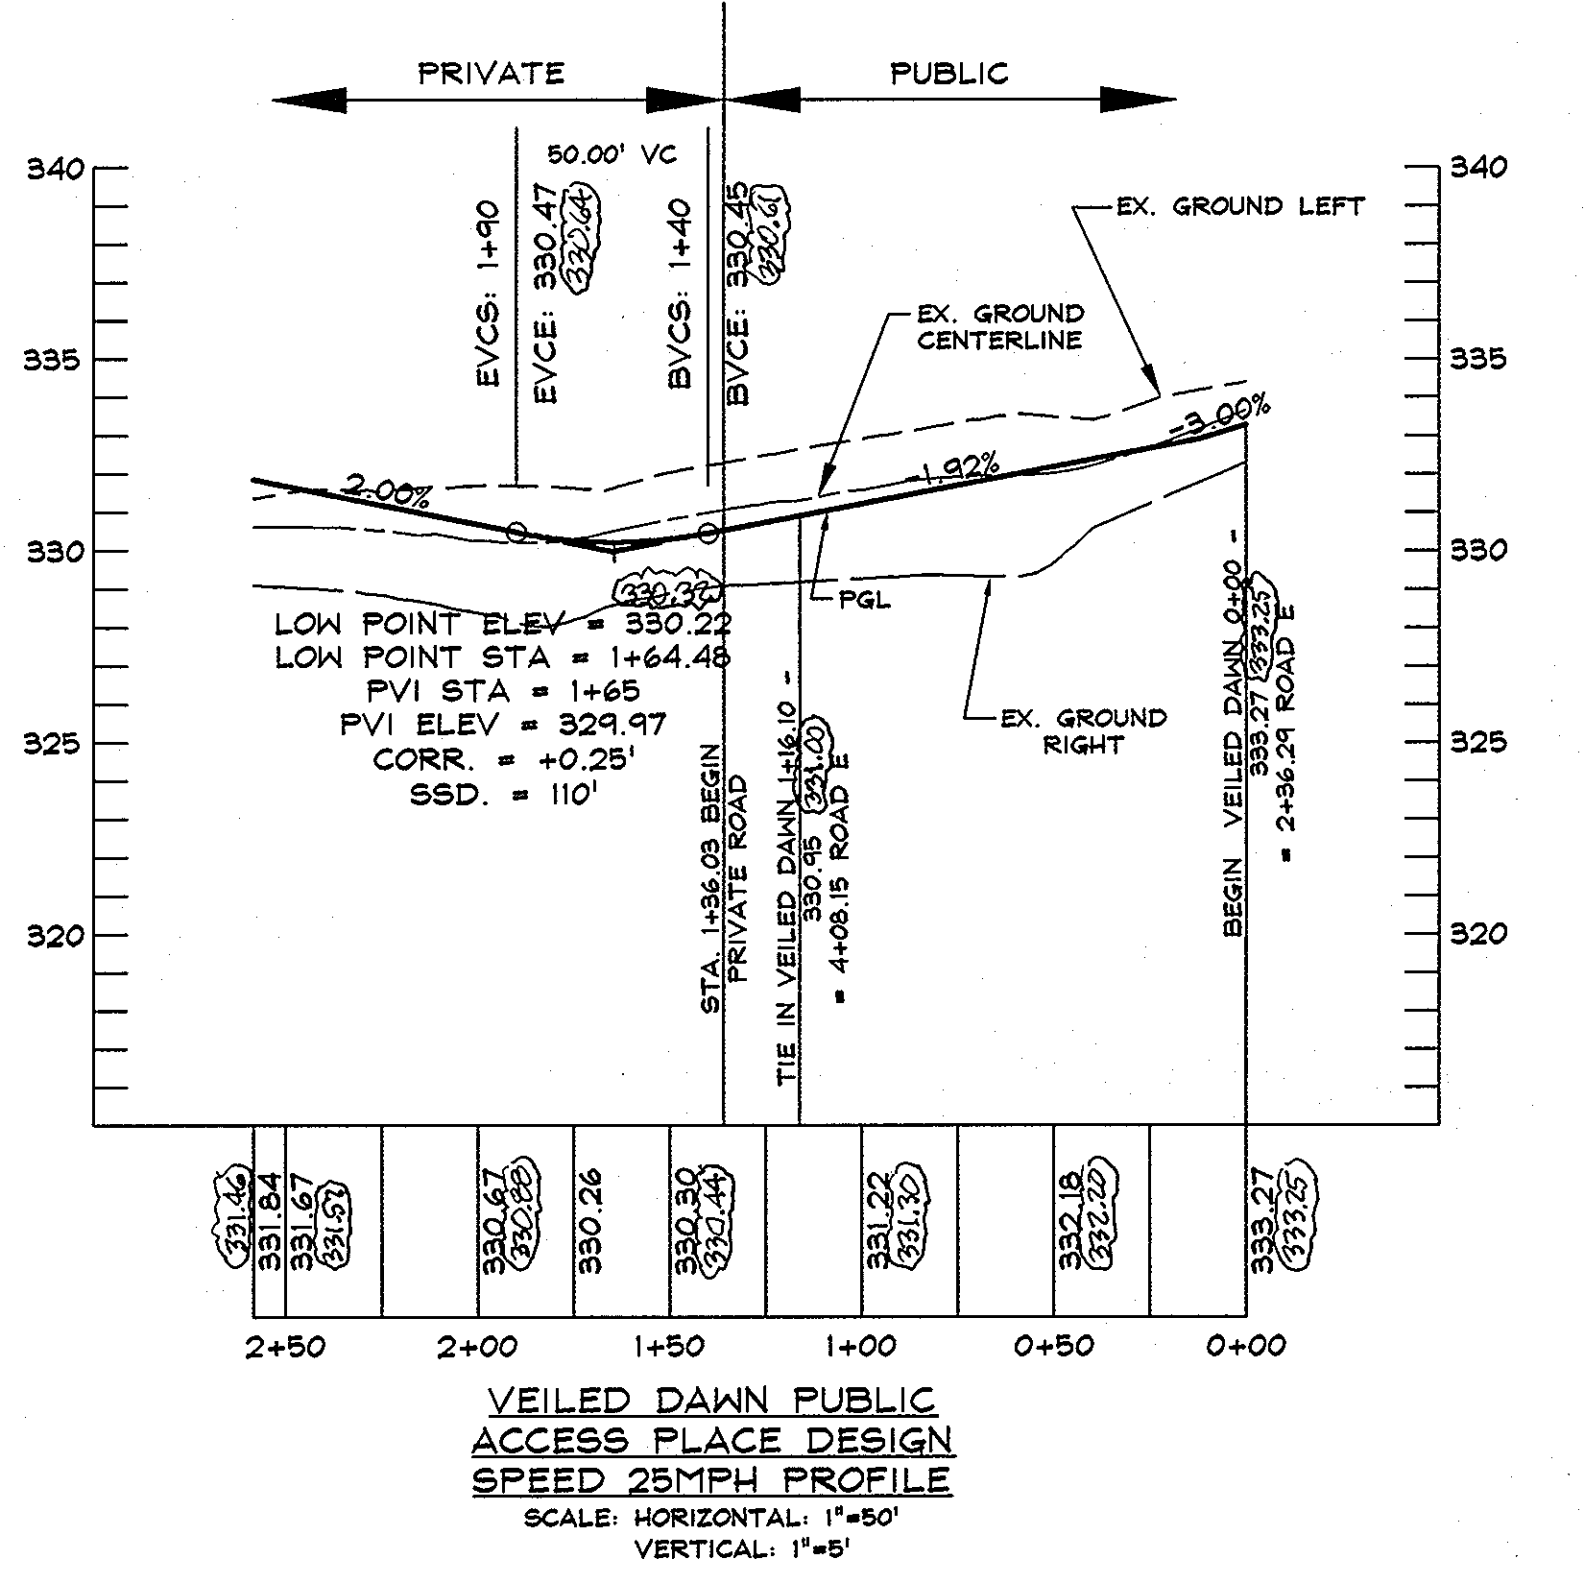 PRIVATE
PUBLIC
50.00' VC
EVCS: 1+90
EVCE: 330.47
330.64
BVCS: 1+40
BVCE: 330.45
330.61
340
335
330
325
320
340
335
330
325
320
EX. GROUND LEFT
EX. GROUND
CENTERLINE
2.00%
-1.92%
-3.00%
PGL
EX. GROUND
RIGHT
LOW POINT ELEV = 330.22
LOW POINT STA = 1+64.48
PVI STA = 1+65
PVI ELEV = 329.97
CORR. = +0.25'
SSD. = 110'
STA. 1+36.03 BEGIN
PRIVATE ROAD
TIE IN VEILED DAWN 1+16.10 -
330.95 331.00
= 4+08.15 ROAD E
BEGIN VEILED DAWN 0+00 -
333.27 333.25
= 2+36.29 ROAD E
331.46
331.84
331.67
331.57
330.67
330.88
330.26
330.30
330.44
331.22
331.30
332.18
332.20
333.27
333.25
2+50 2+00 1+50 1+00 0+50 0+00
VEILED DAWN PUBLIC
ACCESS PLACE DESIGN
SPEED 25MPH PROFILE
SCALE: HORIZONTAL: 1"=50'
VERTICAL: 1"=5'